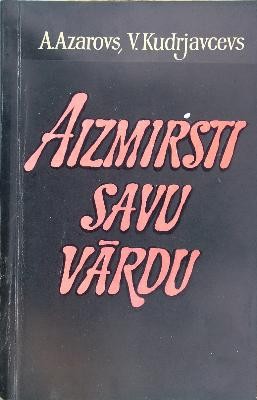 A.Azarovs, V.Kudrjavcevs
AIZMIRSTI
SAVU
VĀRDU